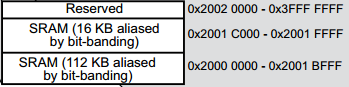 Reserved 0x2002 0000 - 0x3FFF FFFF
SRAM (16 KB aliased 0x2001 C000 - 0x2001 FFFF
by bit-banding)
SRAM (112 KB aliased 0x2000 0000 - 0x2001 BFFF
by bit-banding)